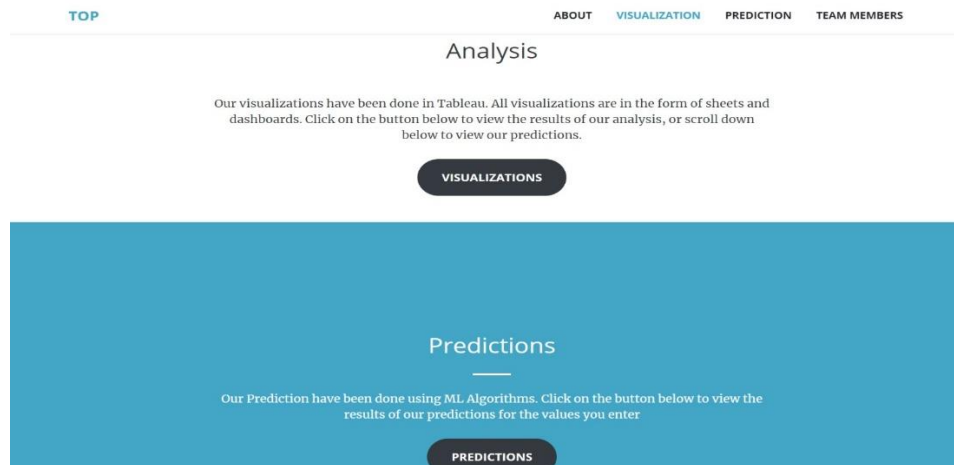 TOP
ABOUT VISUALIZATION PREDICTION TEAM MEMBERS
Analysis
Our visualizations have been done in Tableau. All visualizations are in the form of sheets and
dashboards. Click on the button below to view the results of our analysis, or scroll down
below to view our predictions.
VISUALIZATIONS
Predictions
Our Prediction have been done using ML Algorithms. Click on the button below to view the
results of our predictions for the values you enter
PREDICTIONS